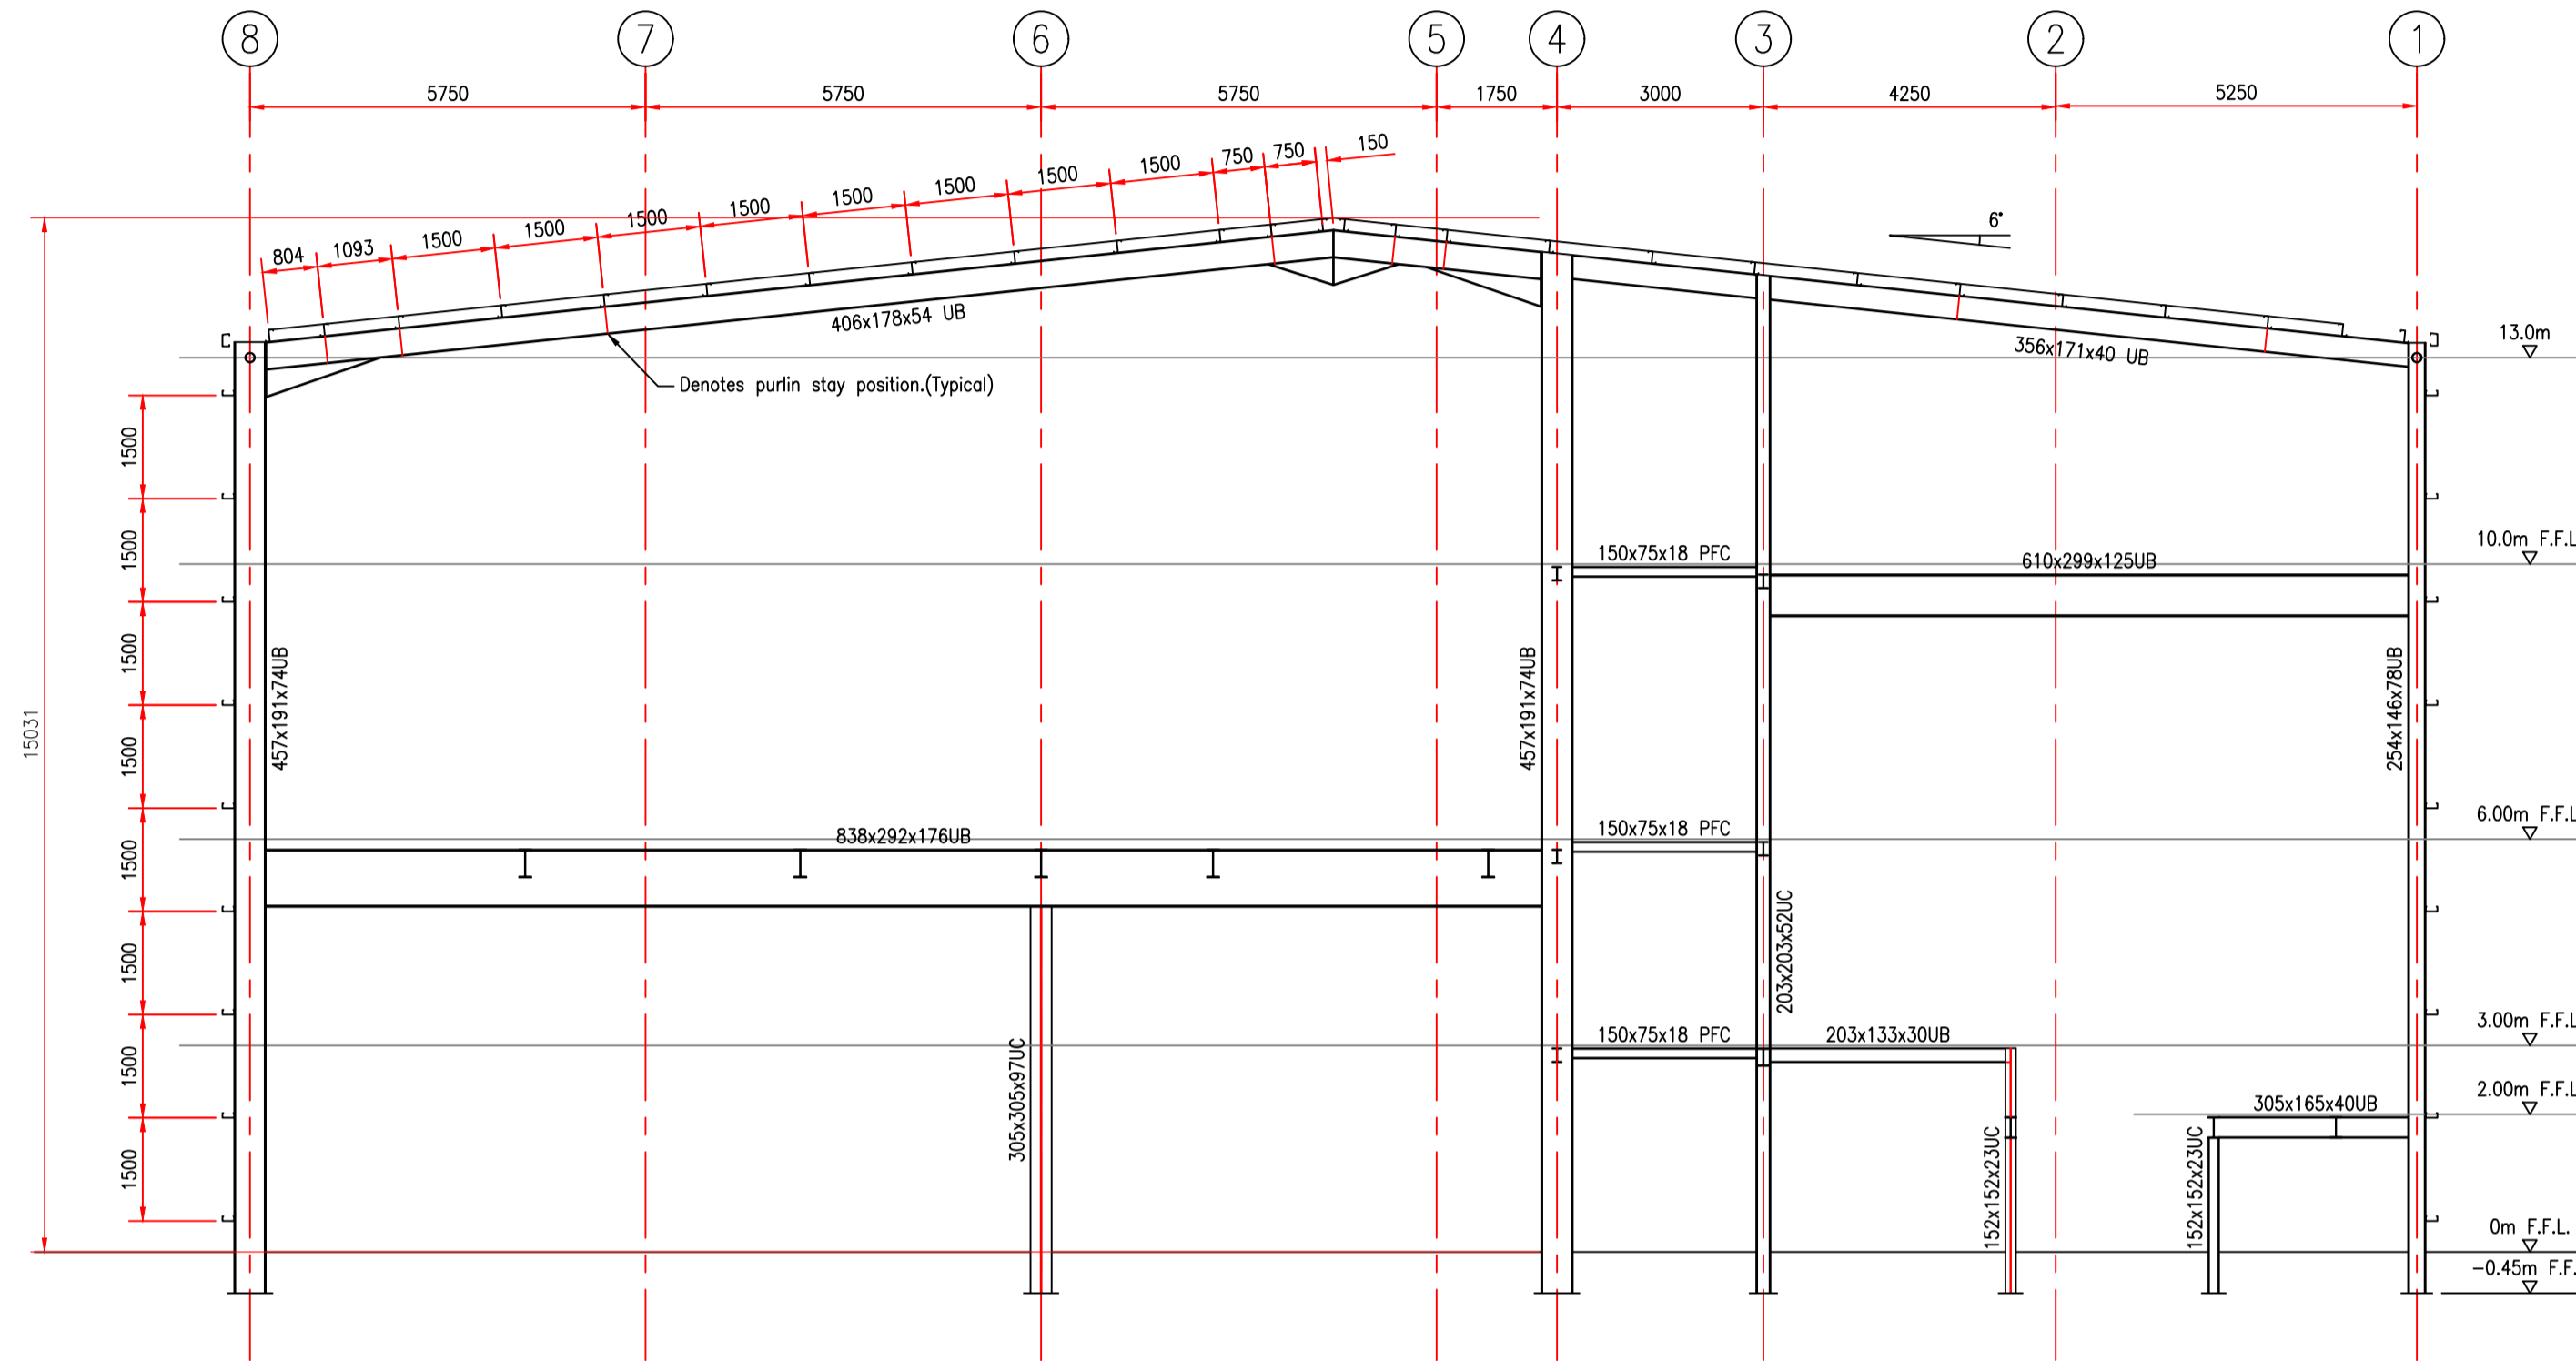 8 7 6 5 4 3 2 1
5750 5750 5750 1750 3000 4250 5250
804 1093 1500 1500 1500 1500 1500 1500 1500 1500 750 750 150
6°
406x178x54 UB
356x171x40 UB
13.0m
Denotes purlin stay position.(Typical)
1500
1500
1500
1500
1500
1500
1500
1500
15031
150x75x18 PFC
610x299x125UB
10.0m F.F.L
457x191x74UB
457x191x74UB
254x146x78UB
838x292x176UB
150x75x18 PFC
6.00m F.F.L
203x203x52UC
150x75x18 PFC
203x133x30UB
3.00m F.F.L
305x305x97UC
305x165x40UB
2.00m F.F.L
152x152x23UC
152x152x23UC
0m F.F.L.
-0.45m F.F.